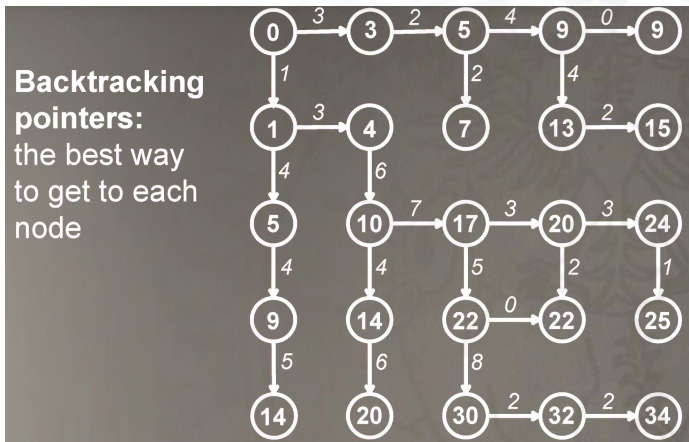 3 2 4 0
0 3 5 9 9
Backtracking
pointers:
the best way
to get to each
node
1 2 4
3 2
1 4 7 13 15
4 6
7 3 3
5 10 17 20 24
4 4 5 2 1
0
9 14 22 22 25
5 6 8
2 2
14 20 30 32 34